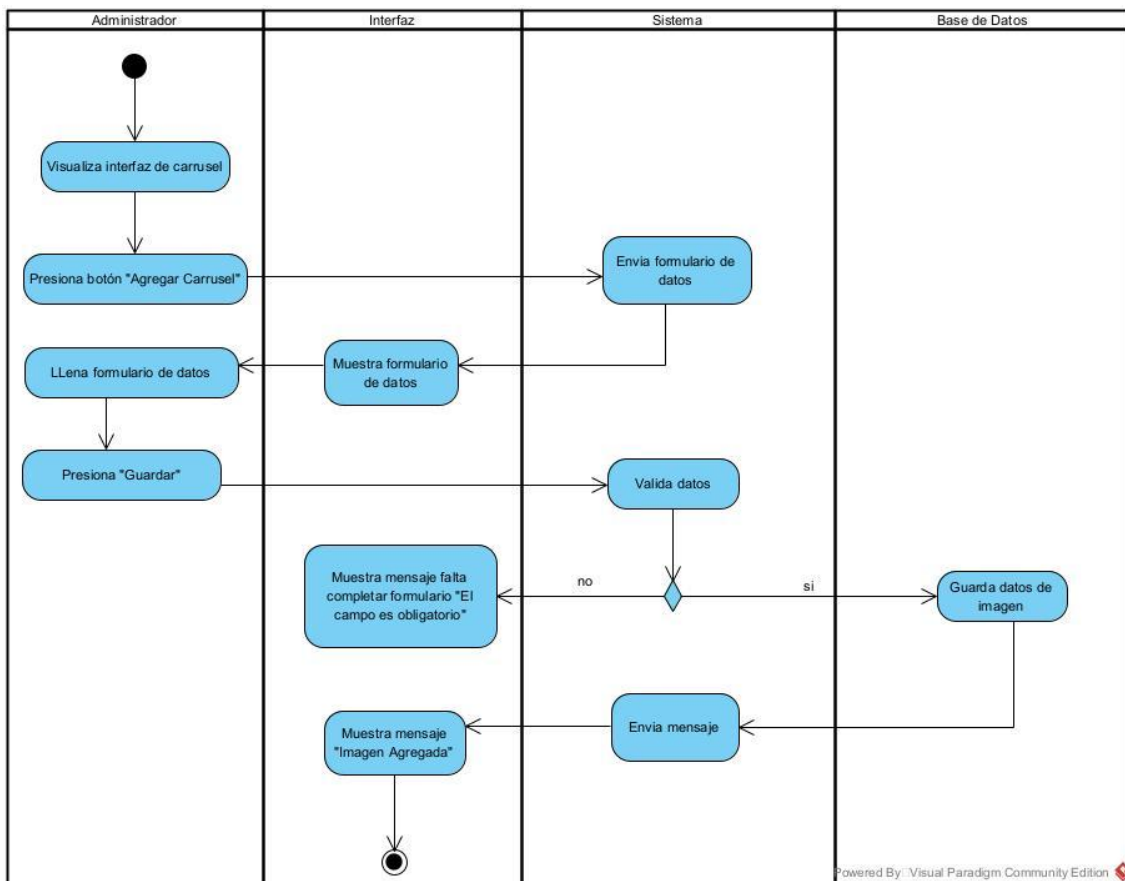 Administrador
Interfaz
Sistema
Base de Datos
Visualiza interfaz de carrusel
Presiona botón "Agregar Carrusel"
Envia formulario de
datos
LLena formulario de datos
Muestra formulario
de datos
Presiona "Guardar"
Valida datos
Muestra mensaje falta
completar formulario "El
campo es obligatorio"
no
si
Guarda datos de
imagen
Muestra mensaje
"Imagen Agregada"
Envia mensaje
Powered By Visual Paradigm Community Edition